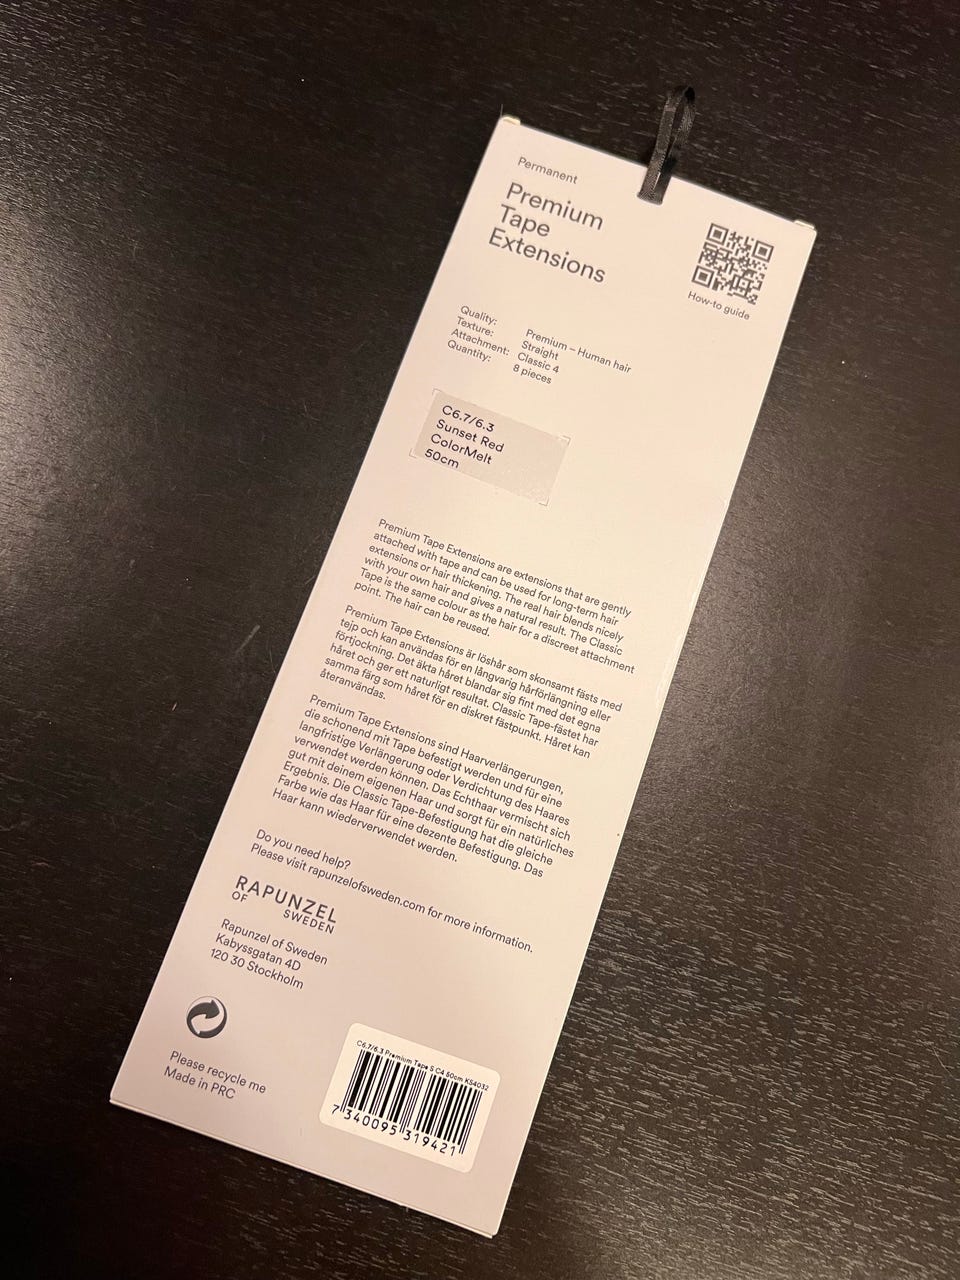 Permanent
Premium
Tape
Extensions
How-to guide
Quality: Premium – Human hair
Texture: Straight
Attachment: Classic 4
Quantity: 8 pieces
C6.7/6.3
Sunset Red
ColorMelt
50cm
Premium Tape Extensions are extensions that are gently
attached with tape and can be used for long-term hair
extensions or hair thickening. The real hair blends nicely
with your own hair and gives a natural result. The Classic
Tape is the same colour as the hair for a discreet attachment
point. The hair can be reused.
Premium Tape Extensions är löshår som skonsamt fästs med
tejp och kan användas för en långvarig hårförlängning eller
förtjockning. Det äkta håret blandar sig fint med det egna
håret och ger ett naturligt resultat. Classic Tape-fästet har
samma färg som håret för en diskret fästpunkt. Håret kan
återanvändas.
Premium Tape Extensions sind Haarverlängerungen,
die schonend mit Tape befestigt werden und für eine
langfristige Verlängerung oder Verdichtung des Haares
verwendet werden können. Das Echthaar vermischt sich
gut mit deinem eigenen Haar und sorgt für ein natürliches
Ergebnis. Die Classic Tape-Befestigung hat die gleiche
Farbe wie das Haar für eine dezente Befestigung. Das
Haar kann wiederverwendet werden.
Do you need help?
Please visit rapunzelofsweden.com for more information.
RAPUNZEL
OF SWEDEN
Rapunzel of Sweden
Kabyssgatan 4D
120 30 Stockholm
Please recycle me
Made in PRC
C6.7/6.3 Premium Tape S C4 50cm KS4032
7 340095 319421